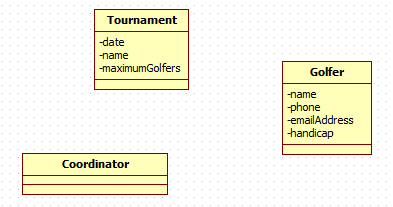 Tournament
-date
-name
-maximumGolfers
Golfer
-name
-phone
-emailAddress
-handicap
Coordinator